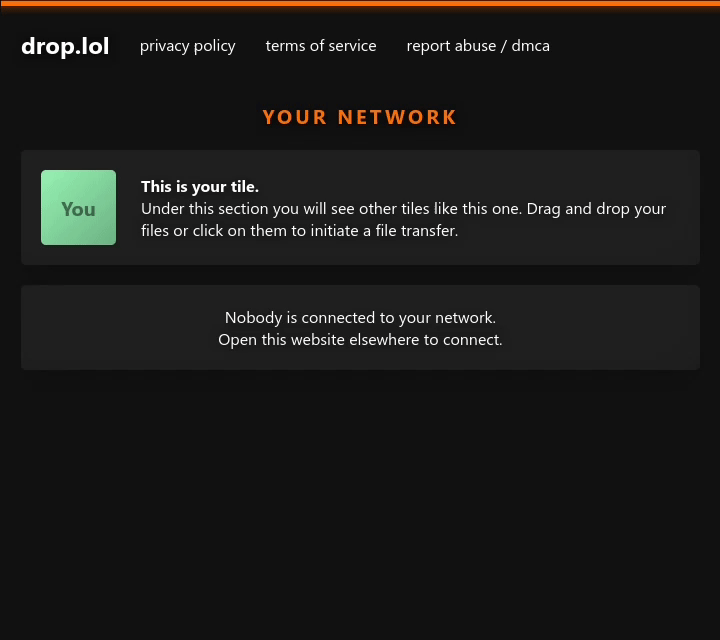 drop.lol privacy policy terms of service report abuse / dmca
YOUR NETWORK
You
This is your tile.
Under this section you will see other tiles like this one. Drag and drop your
files or click on them to initiate a file transfer.
Nobody is connected to your network.
Open this website elsewhere to connect.